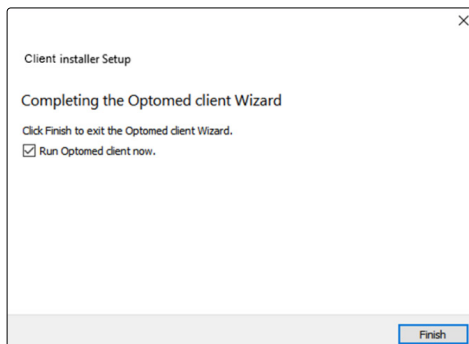 Client installer Setup
Completing the Optomed client Wizard
Click Finish to exit the Optomed client Wizard.
Run Optomed client now.
Finish